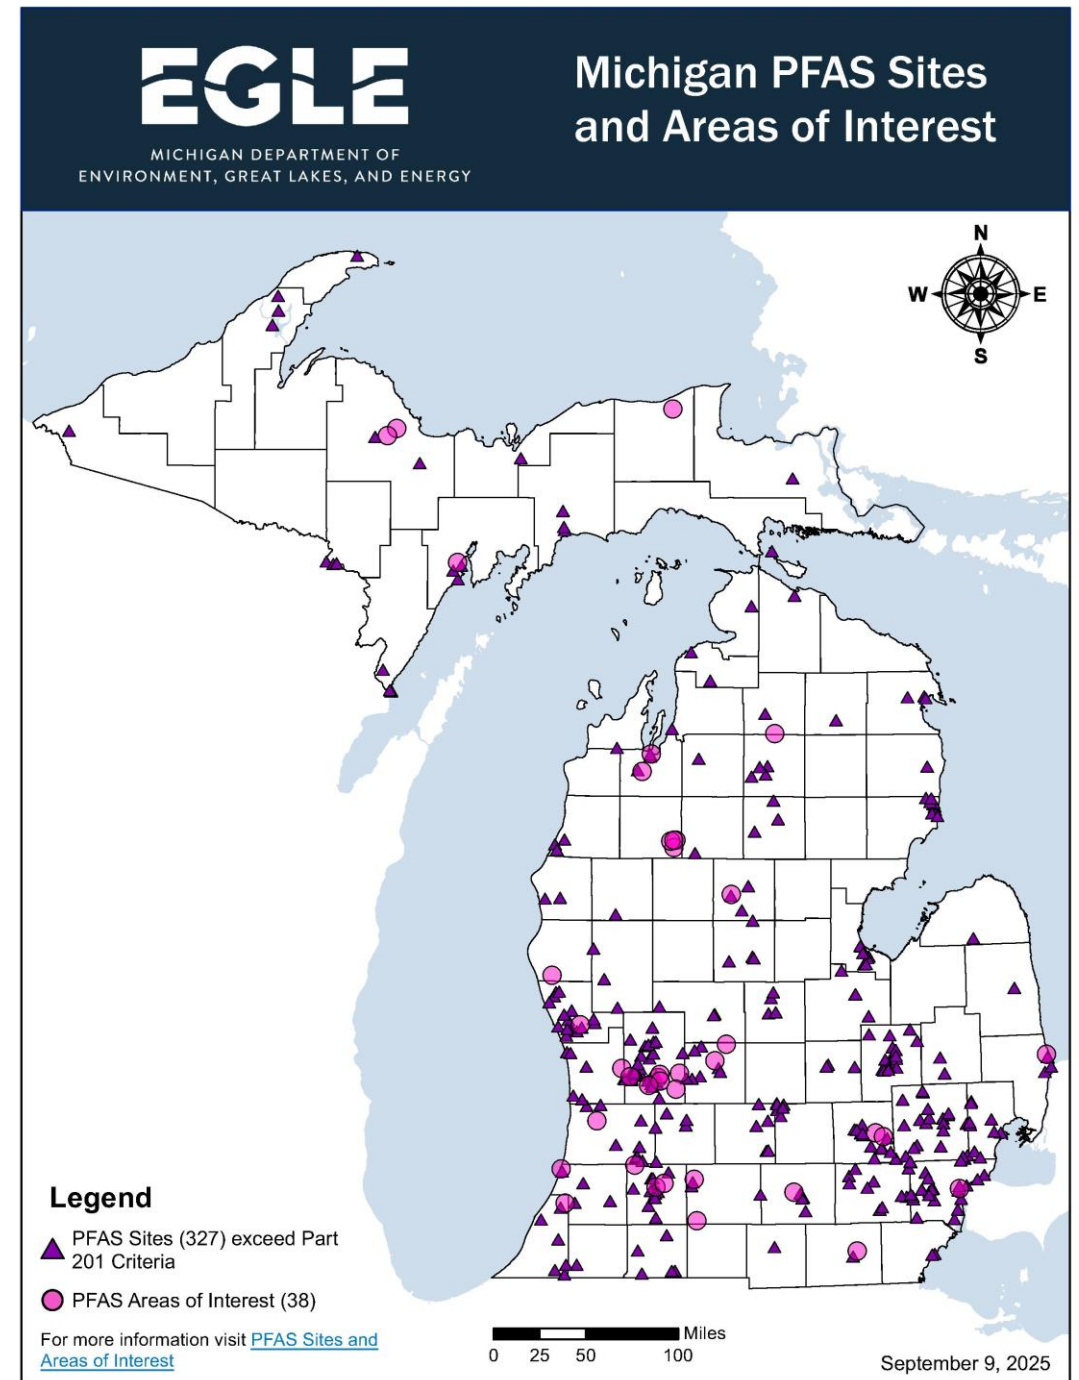 EGLE
MICHIGAN DEPARTMENT OF
ENVIRONMENT, GREAT LAKES, AND ENERGY
Michigan PFAS Sites
and Areas of Interest
N
W
E
S
Legend
PFAS Sites (327) exceed Part
201 Criteria
PFAS Areas of Interest (38)
For more information visit PFAS Sites and
Areas of Interest
Miles
0 25 50 100
September 9, 2025